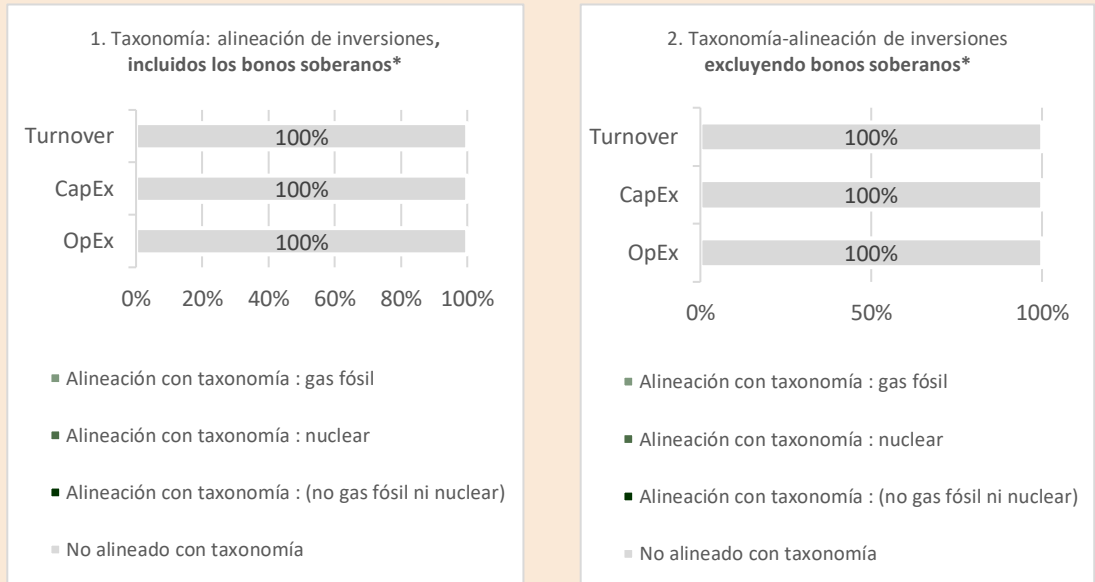 1. Taxonomía: alineación de inversiones,
incluidos los bonos soberanos*
Turnover
100%
CapEx
100%
OpEx
100%
0% 20% 40% 60% 80% 100%
Alineación con taxonomía : gas fósil
Alineación con taxonomía : nuclear
Alineación con taxonomía : (no gas fósil ni nuclear)
No alineado con taxonomía
2. Taxonomía-alineación de inversiones
excluyendo bonos soberanos*
Turnover
100%
CapEx
100%
OpEx
100%
0% 50% 100%
Alineación con taxonomía : gas fósil
Alineación con taxonomía : nuclear
Alineación con taxonomía : (no gas fósil ni nuclear)
No alineado con taxonomía